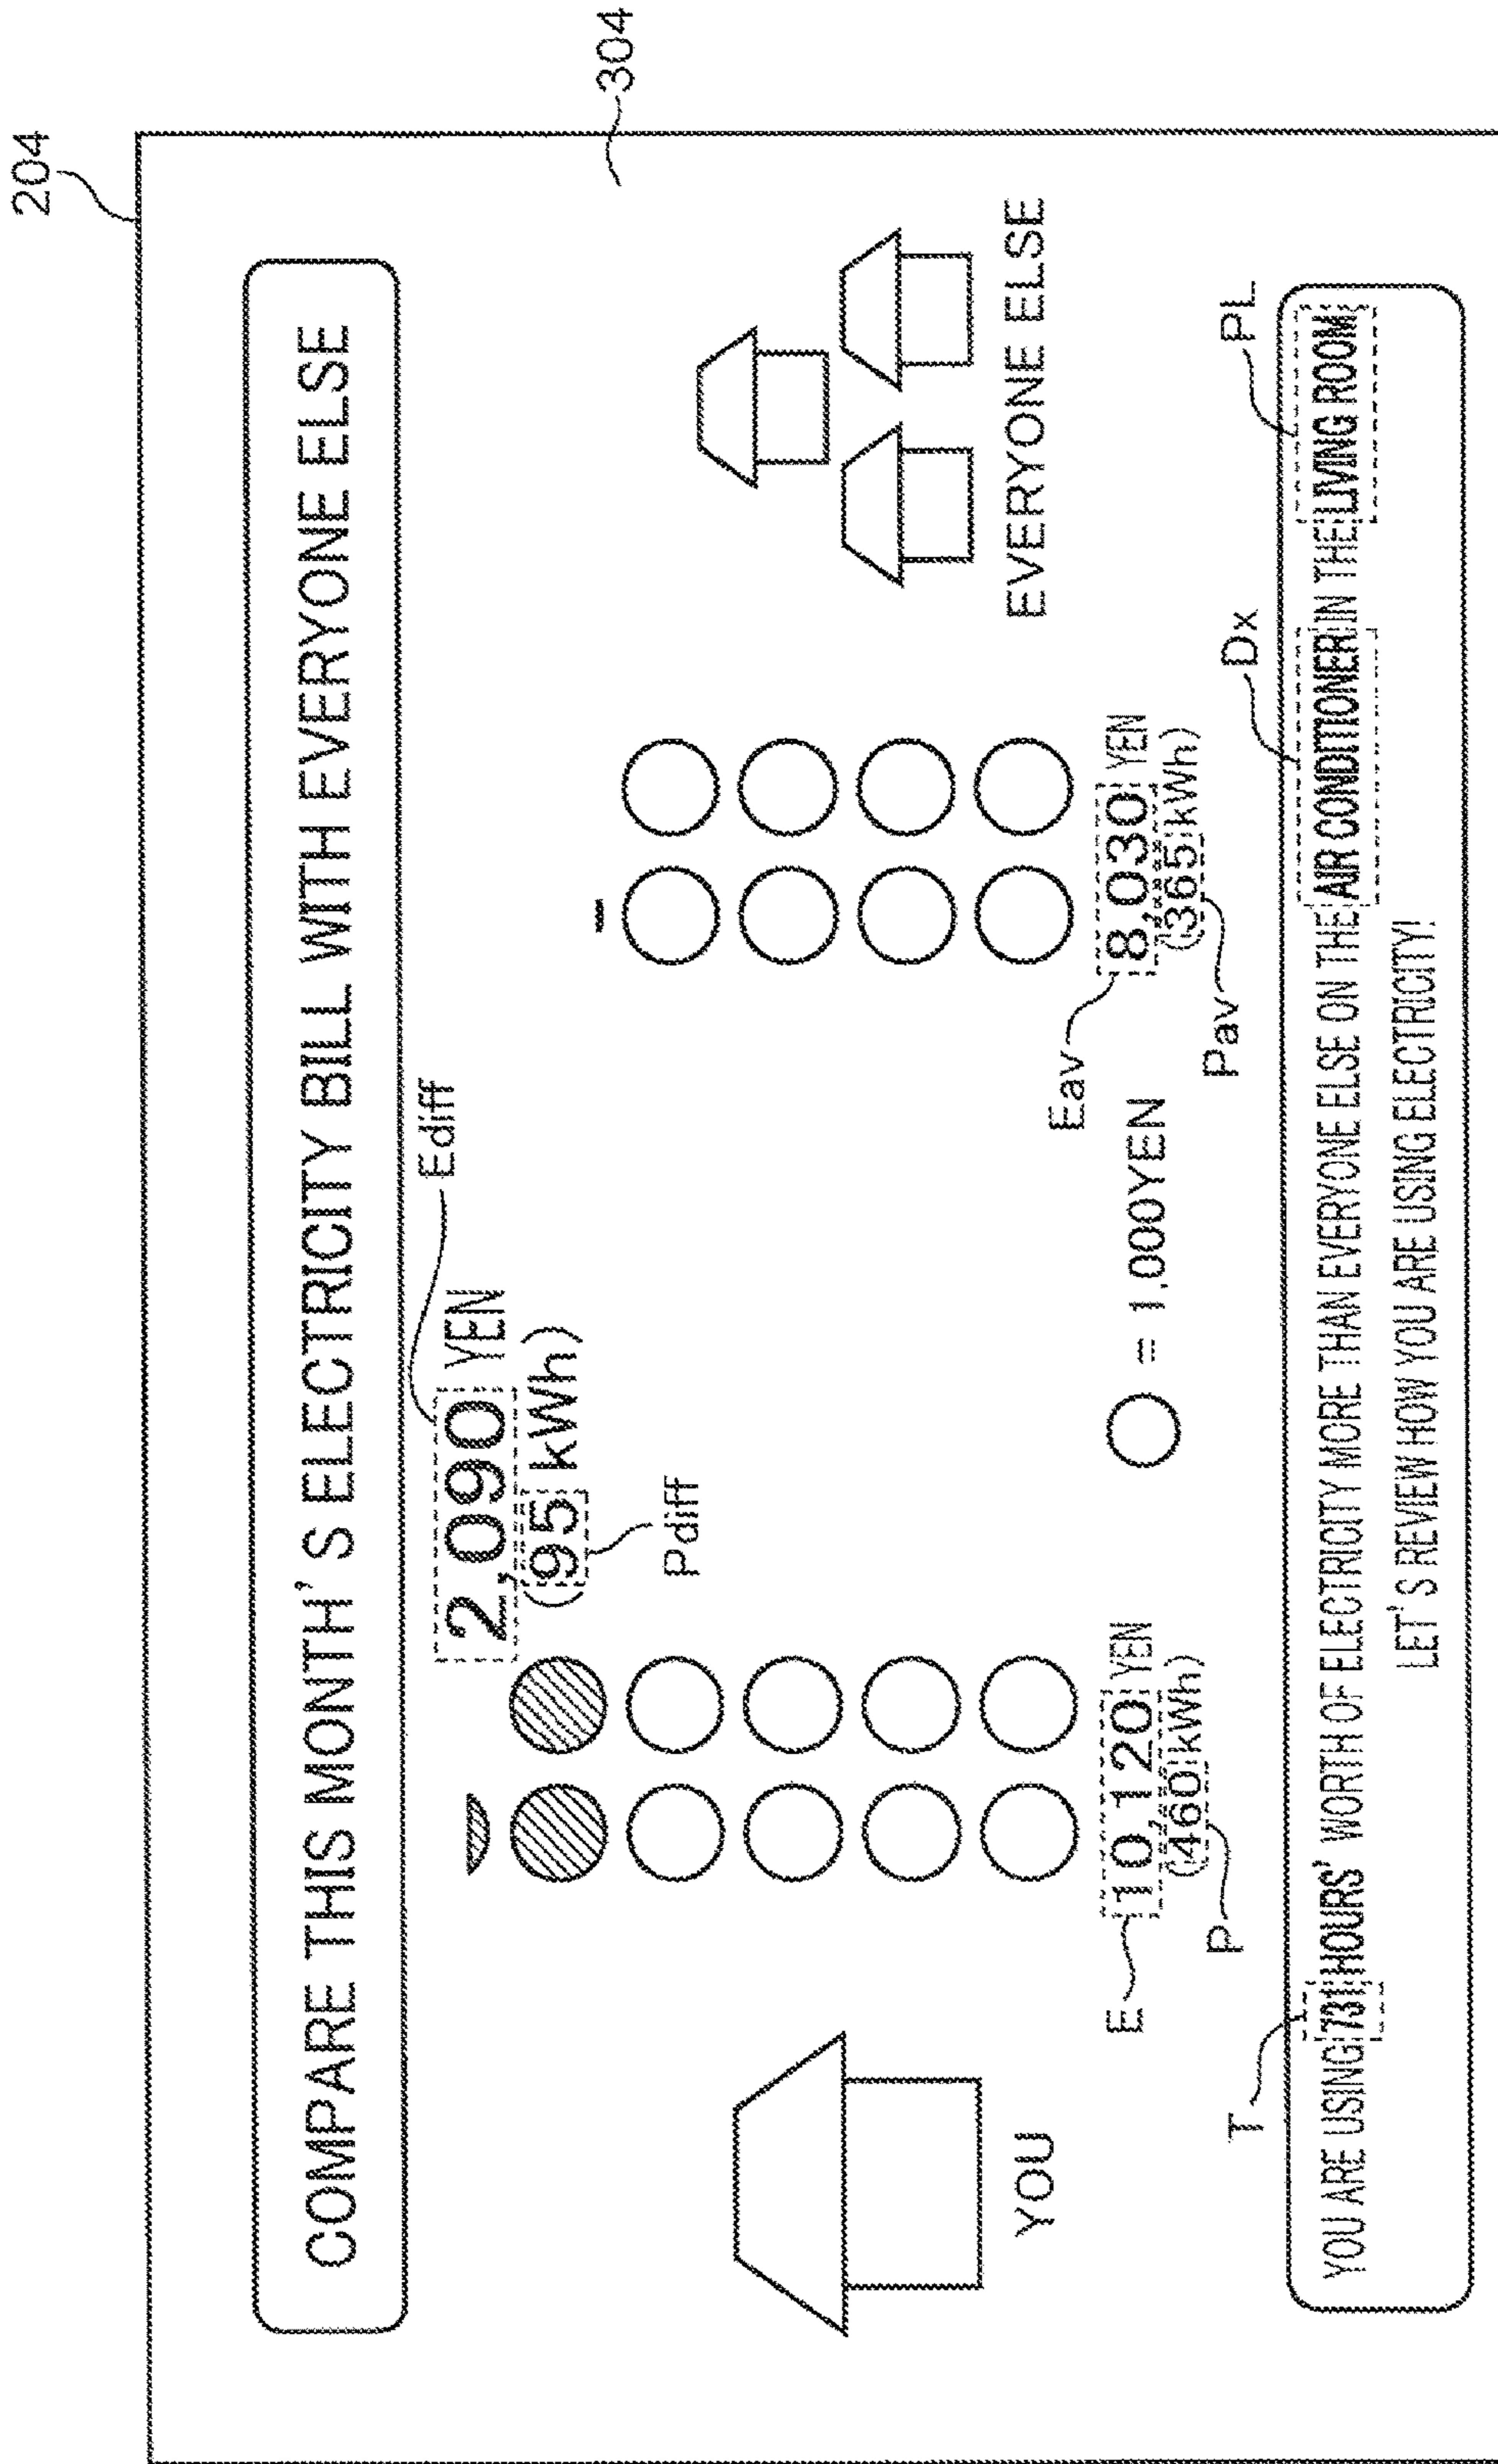 204
304
COMPARE THIS MONTH'S ELECTRICITY BILL WITH EVERYONE ELSE
Ediff
2,090 YEN
(95 kWh)
Pdiff
YOU
EVERYONE ELSE
E
10,120 YEN
(460 kWh)
P
= 1,000YEN
Eav
8,030 YEN
(365 kWh)
Pav
T
Dx
PL
YOU ARE USING 731 HOURS' WORTH OF ELECTRICITY MORE THAN EVERYONE ELSE ON THE AIR CONDITIONER IN THE LIVING ROOM
LET'S REVIEW HOW YOU ARE USING ELECTRICITY!